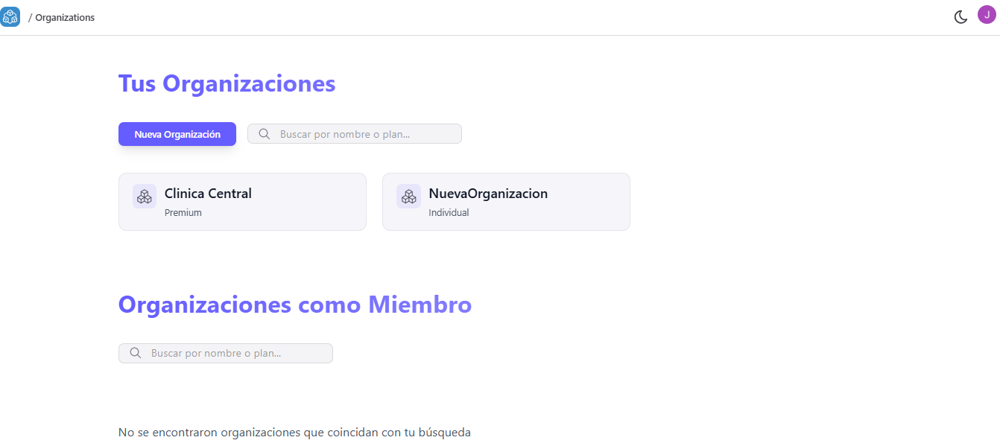 / Organizations
J
Tus Organizaciones
Nueva Organización
Buscar por nombre o plan...
Clinica Central
Premium
NuevaOrganizacion
Individual
Organizaciones como Miembro
Buscar por nombre o plan...
No se encontraron organizaciones que coincidan con tu búsqueda